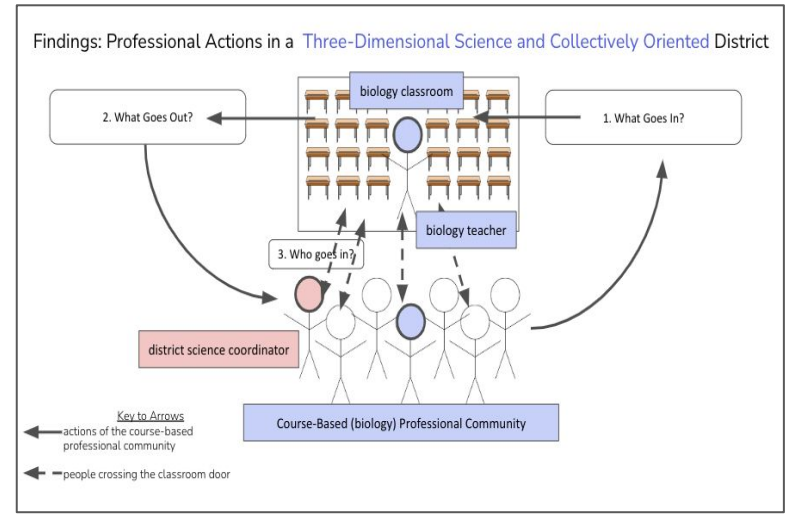 Findings: Professional Actions in a Three-Dimensional Science and Collectively Oriented District
biology classroom
2. What Goes Out?
1. What Goes In?
biology teacher
3. Who goes in?
district science coordinator
Course-Based (biology) Professional Community
Key to Arrows
actions of the course-based
professional community
people crossing the classroom door